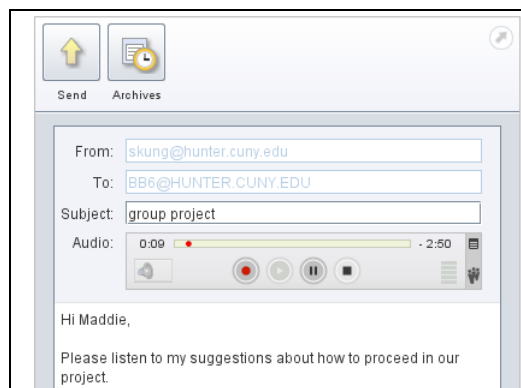 Send Archives
From: skung@hunter.cuny.edu
To: BB6@HUNTER.CUNY.EDU
Subject: group project
Audio: 0:09 - 2:50
Hi Maddie,
Please listen to my suggestions about how to proceed in our
project.